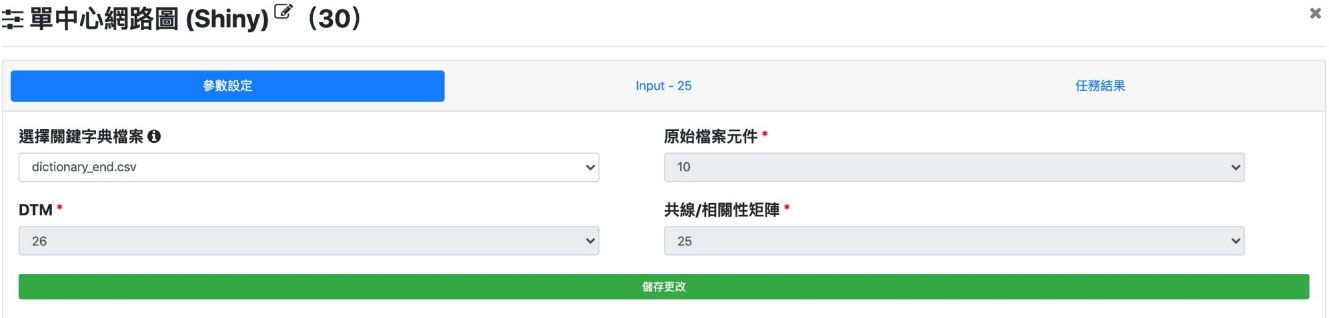 單中心網路圖 (Shiny) （30）
參數設定 Input - 25 任務結果
選擇關鍵字典檔案 原始檔案元件 *
dictionary_end.csv 10
DTM * 共線/相關性矩陣 *
26 25
儲存更改